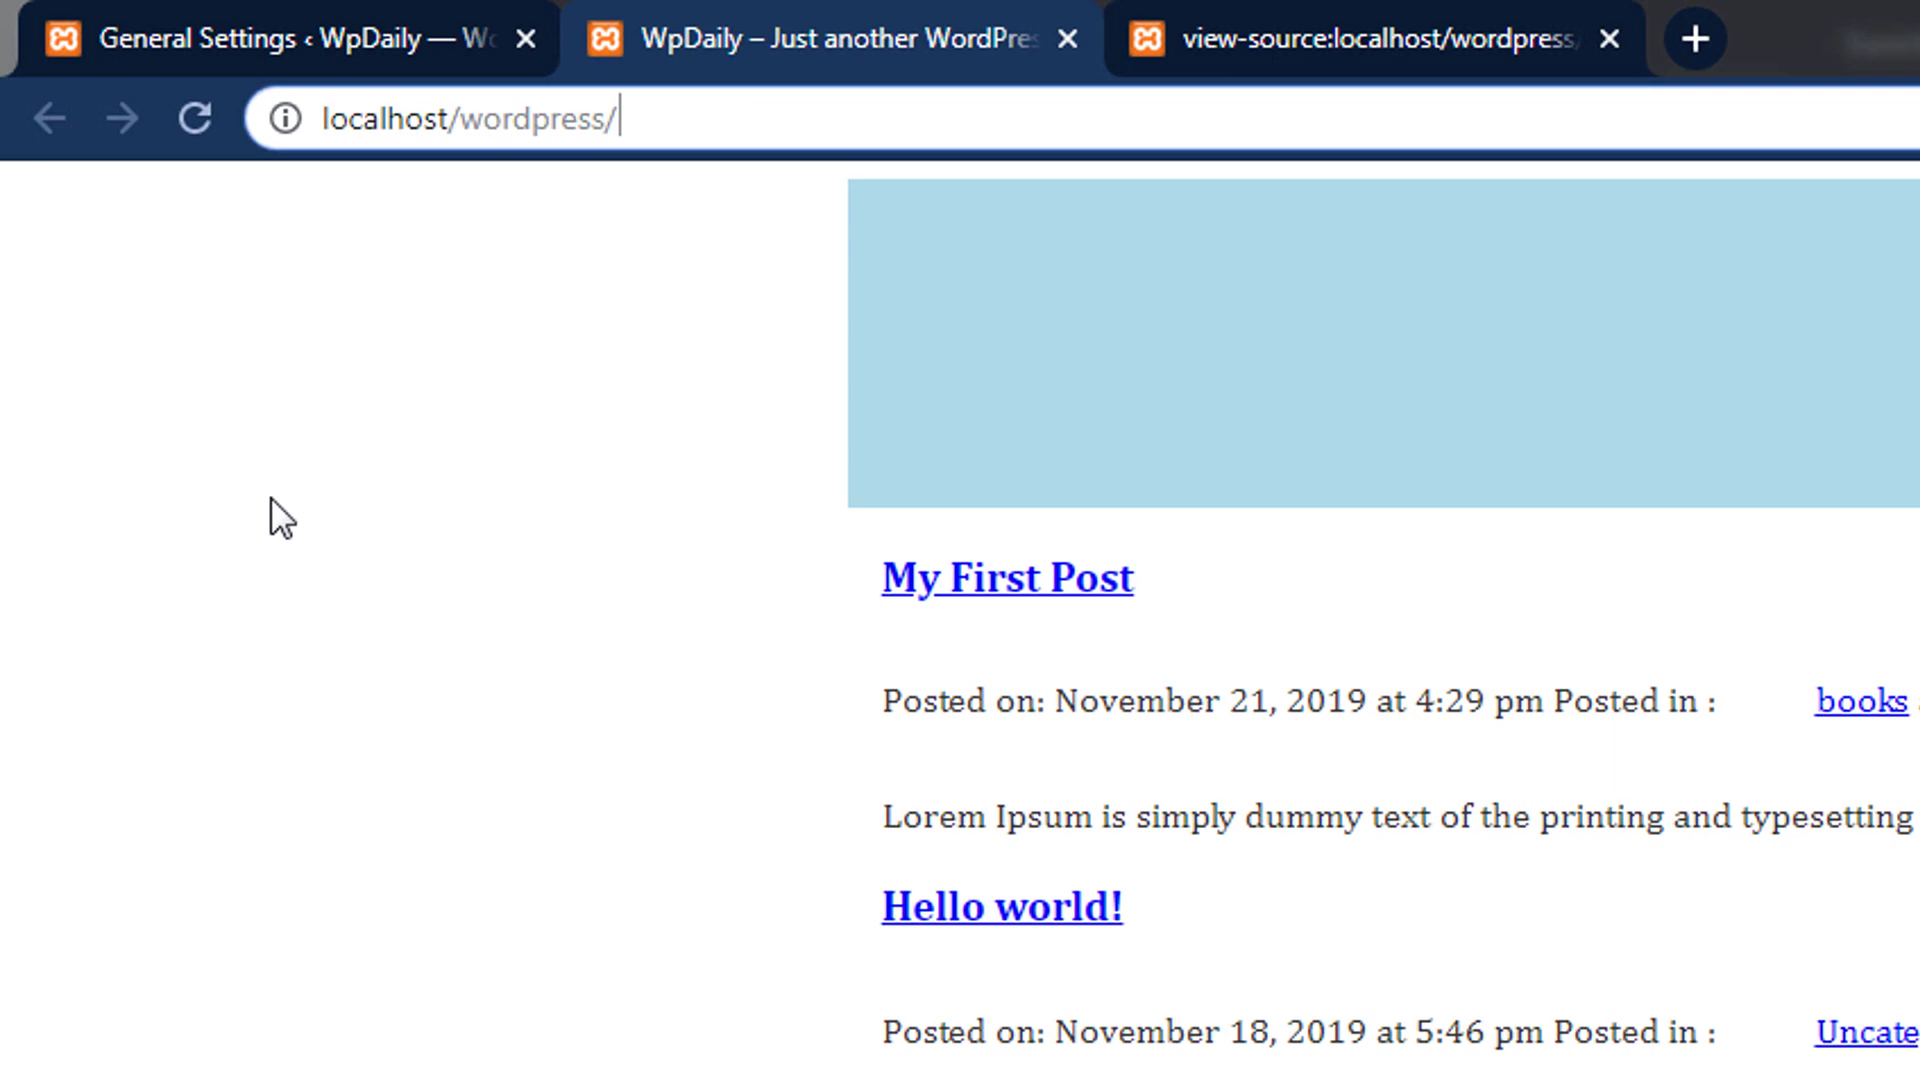 General Settings ‹ WpDaily — Wo
WpDaily – Just another WordPres
view-source:localhost/wordpress/
localhost/wordpress/
My First Post
Posted on: November 21, 2019 at 4:29 pm Posted in : books
Lorem Ipsum is simply dummy text of the printing and typesetting
Hello world!
Posted on: November 18, 2019 at 5:46 pm Posted in : Uncate